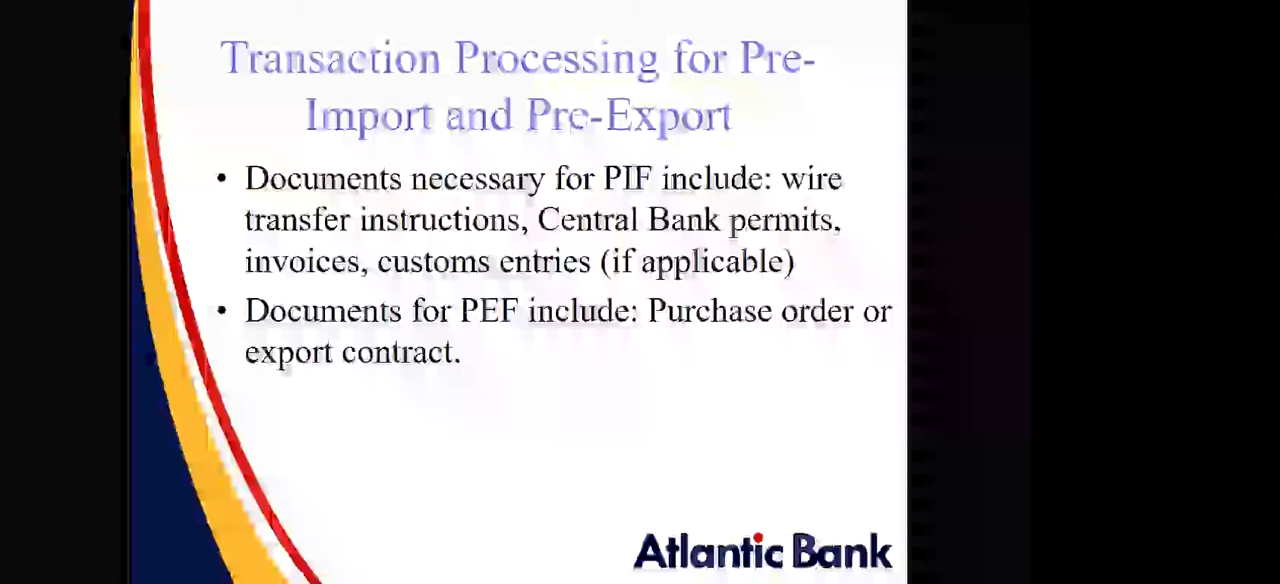 Transaction Processing for Pre-
Import and Pre-Export
• Documents necessary for PIF include: wire
transfer instructions, Central Bank permits,
invoices, customs entries (if applicable)
• Documents for PEF include: Purchase order or
export contract.
Atlantic Bank